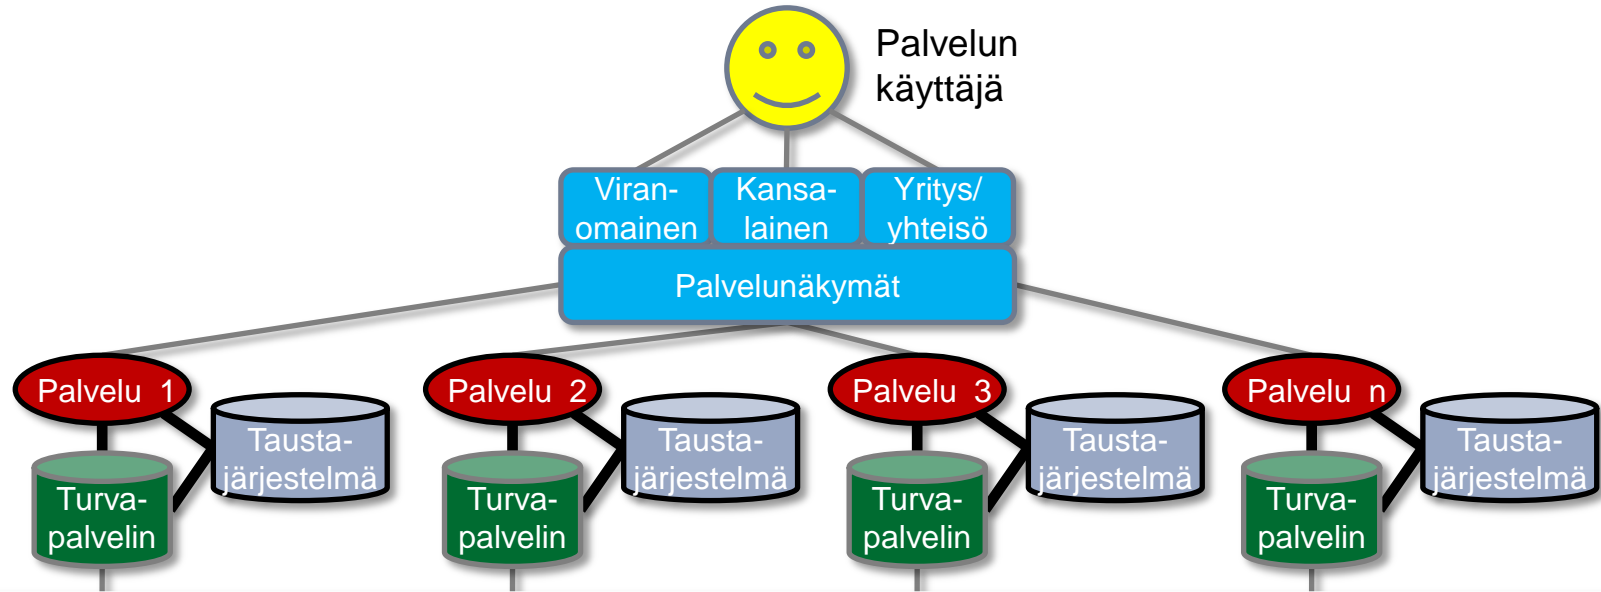 Palvelun
käyttäjä
Viran-
omainen
Kansa-
lainen
Yritys/
yhteisö
Palvelunäkymät
Palvelu 1
Tausta-
järjestelmä
Turva-
palvelin
Palvelu 2
Tausta-
järjestelmä
Turva-
palvelin
Palvelu 3
Tausta-
järjestelmä
Turva-
palvelin
Palvelu n
Tausta-
järjestelmä
Turva-
palvelin